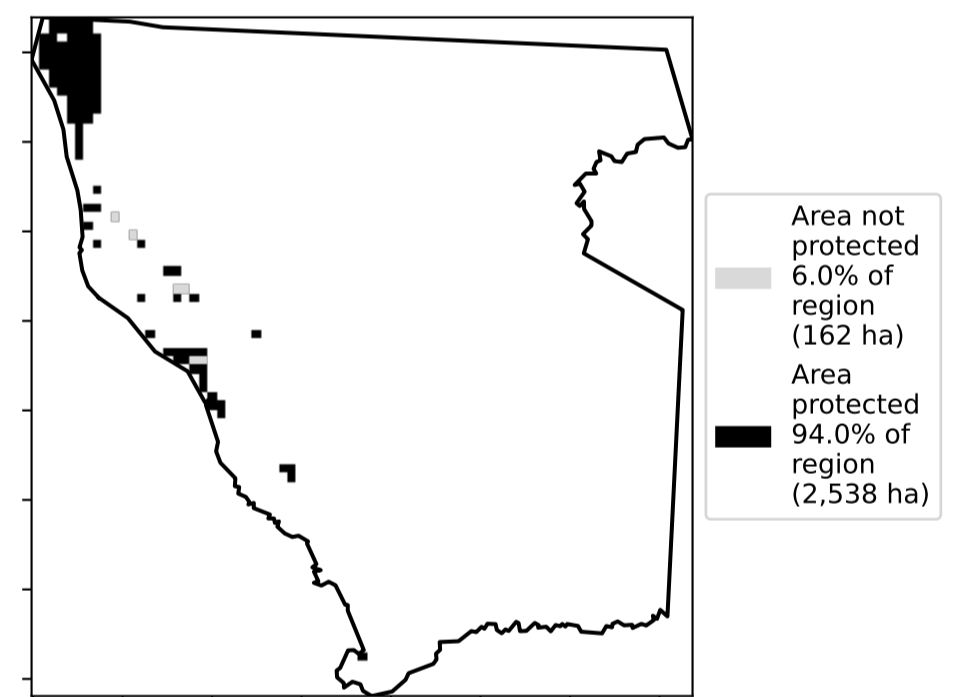 Area not
protected
6.0% of
region
(162 ha)
Area
protected
94.0% of
region
(2,538 ha)